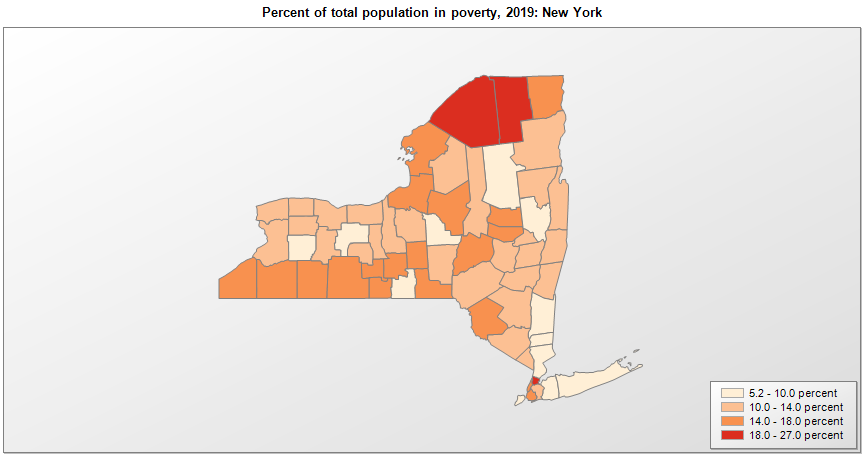 Percent of total population in poverty, 2019: New York
5.2 - 10.0 percent
10.0 - 14.0 percent
14.0 - 18.0 percent
18.0 - 27.0 percent